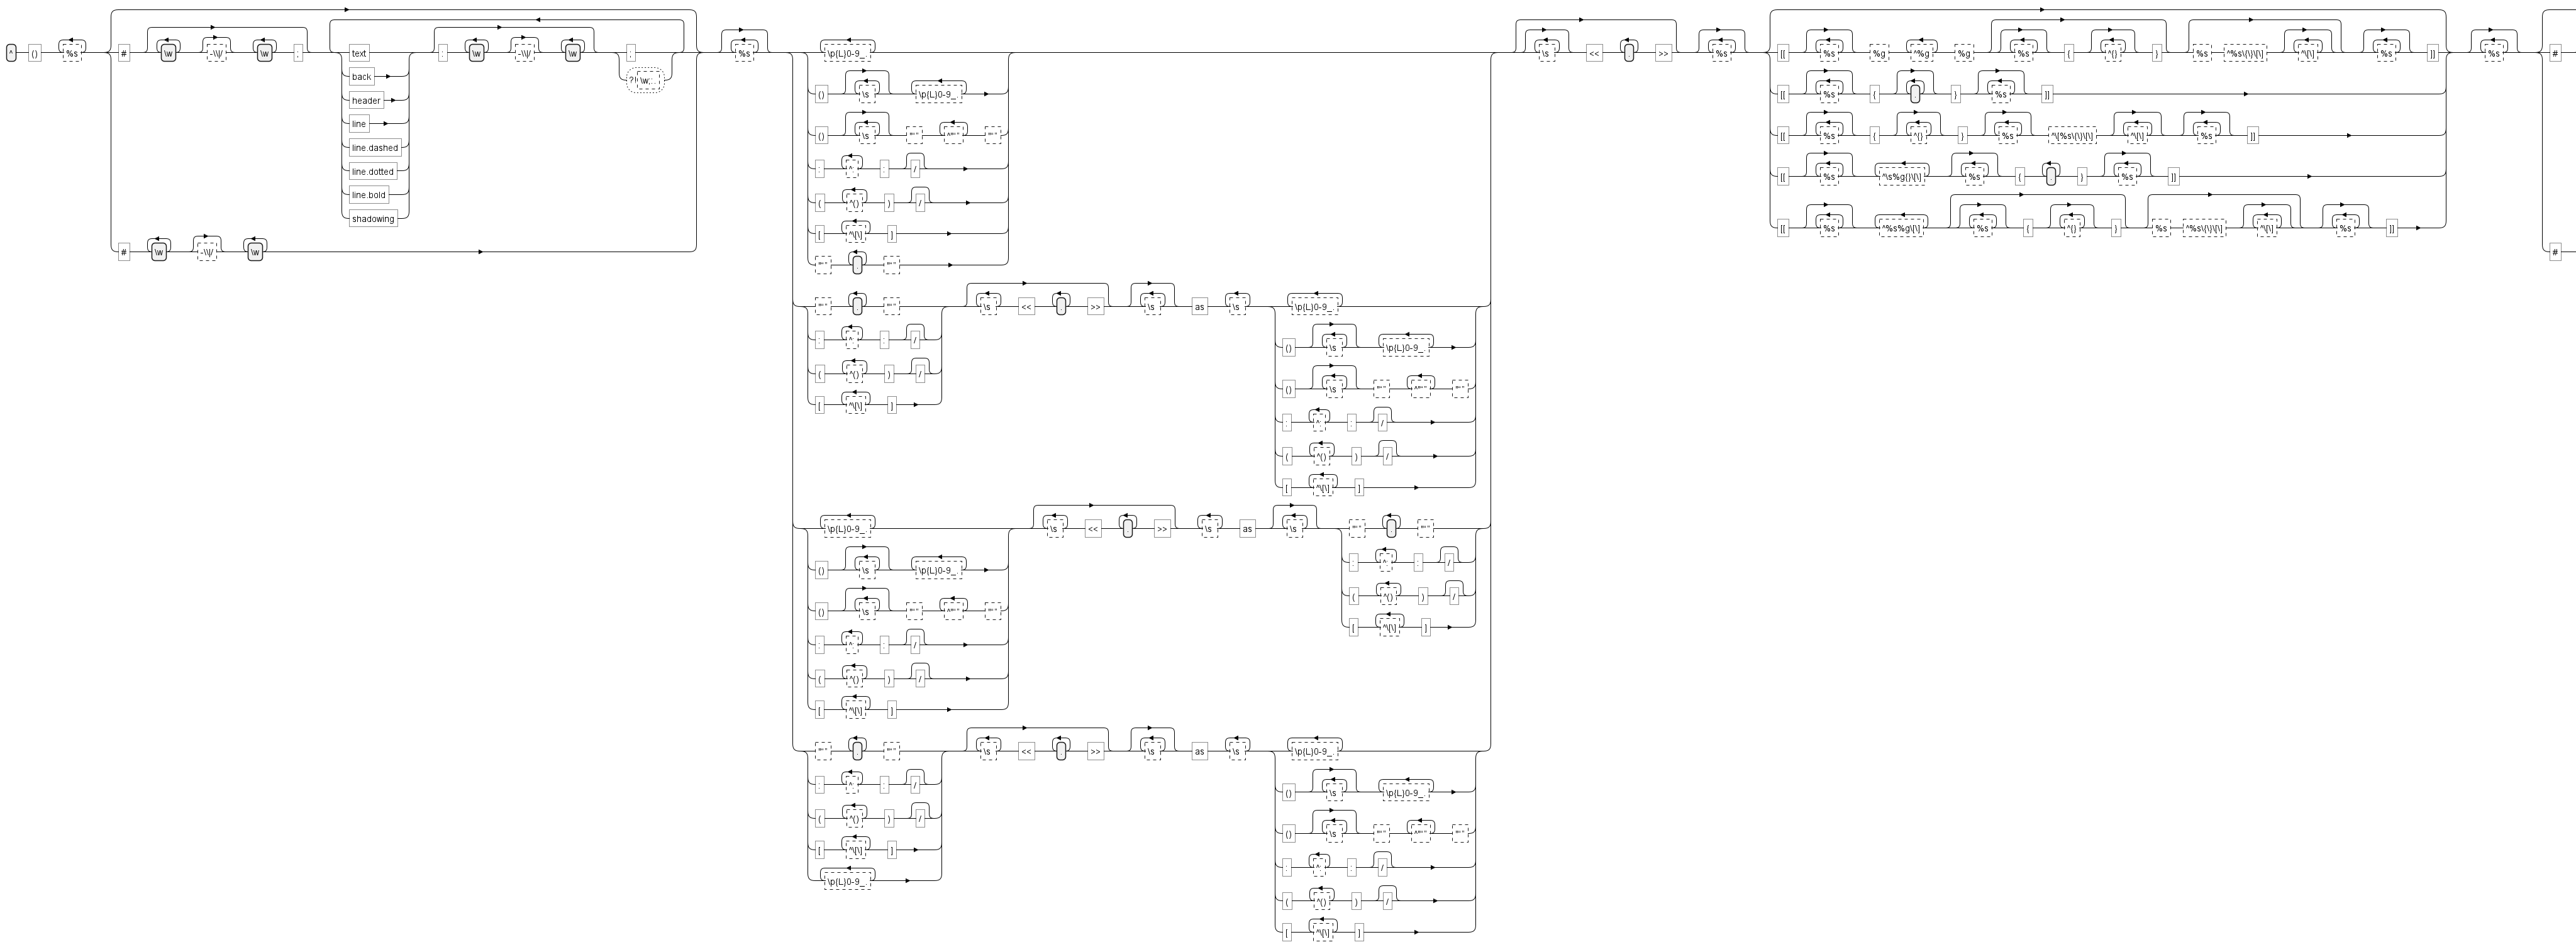 ^ () %s # \w -\\|/ \w ; text : \w -\\|/ \w ; %s \p{L}0-9_. \s << . >> %s [[ %s %g ^%g %g %s { ^{} } %s ^%s\{\}\[\] ^\[\] %s ]] %s #
back ?! \w;:.
() \s \p{L}0-9_. [[ %s { . } %s ]]
header
line () \s "“" ^"“" "“" [[ %s { ^{} } %s ^\[%s\{\}\[\] ^\[\] %s ]]
line.dashed
line.dotted : ^: : / [[ %s ^\s%g{}\[\] %s { . } %s ]]
line.bold ( ^() ) /
shadowing [ ^\[\] ] [[ %s ^%s%g\[\] %s { ^{} } %s ^%s\{\}\[\] ^\[\] %s ]]
# \w -\\|/ \w #
"“" . "“"
"“" . "“" \s << . >> \s as \s \p{L}0-9_.
: ^: : / () \s \p{L}0-9_.
( ^() ) / () \s "“" ^"“" "“"
[ ^\[\] ] : ^: : /
( ^() ) /
[ ^\[\] ]
\p{L}0-9_. \s << . >> \s as \s "“" . "“"
() \s \p{L}0-9_. : ^: : /
() \s "“" ^"“" "“" ( ^() ) /
: ^: : / [ ^\[\] ]
( ^() ) /
[ ^\[\] ]
"“" . "“" \s << . >> \s as \s \p{L}0-9_.
: ^: : / () \s \p{L}0-9_.
( ^() ) / () \s "“" ^"“" "“"
[ ^\[\] ] : ^: : /
\p{L}0-9_. ( ^() ) /
[ ^\[\] ]